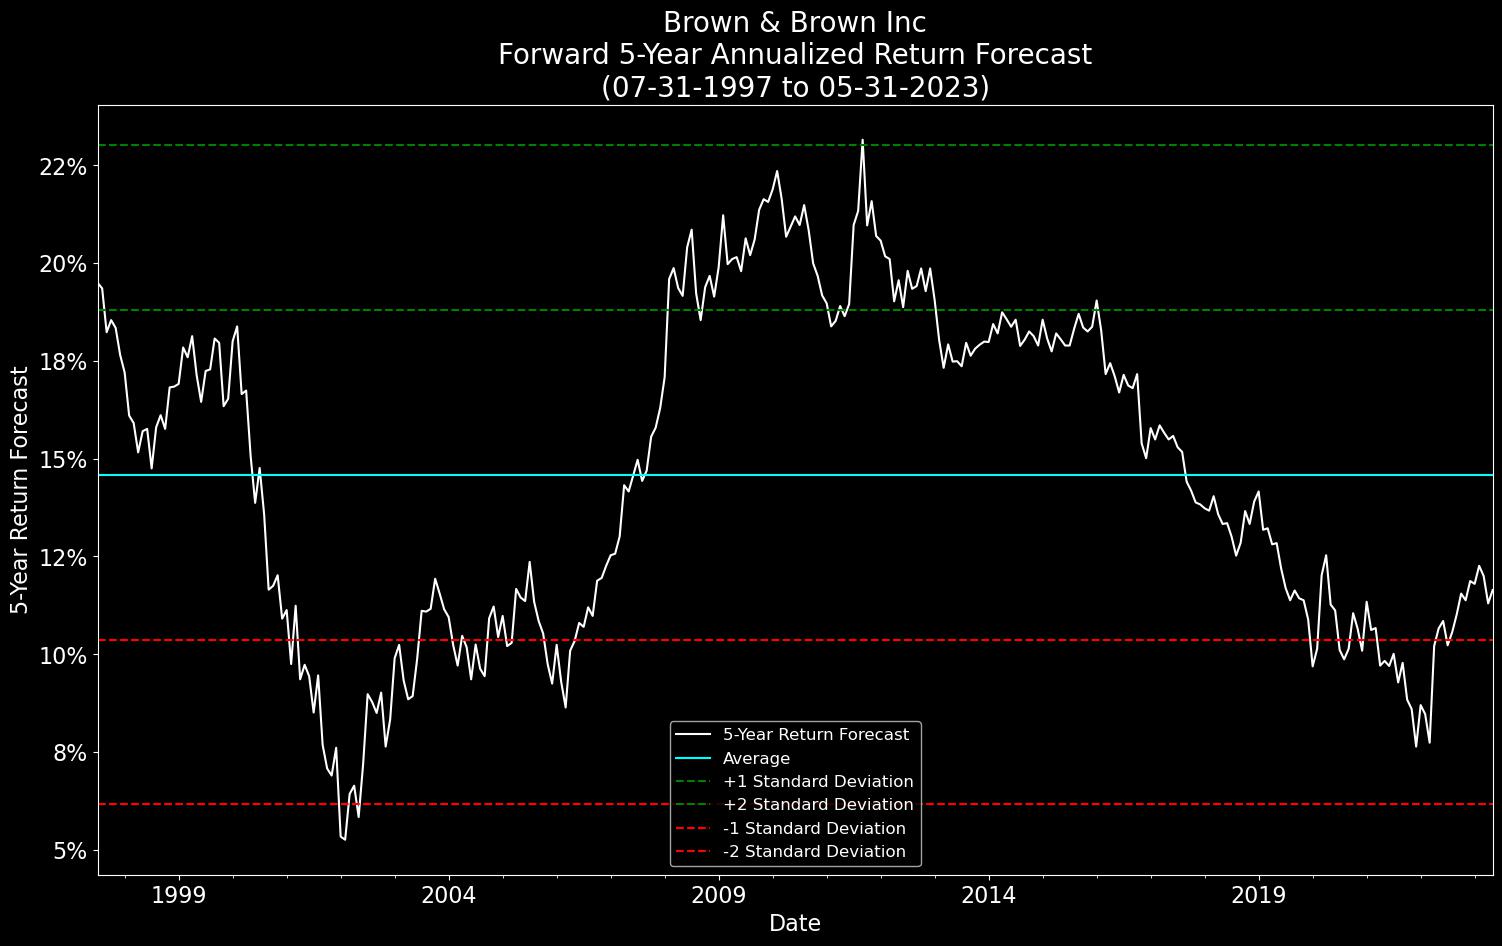 Brown & Brown Inc
Forward 5-Year Annualized Return Forecast
(07-31-1997 to 05-31-2023)
5-Year Return Forecast
22%
20%
18%
15%
12%
10%
8%
5%
5-Year Return Forecast
Average
+1 Standard Deviation
+2 Standard Deviation
-1 Standard Deviation
-2 Standard Deviation
1999 2004 2009 2014 2019
Date